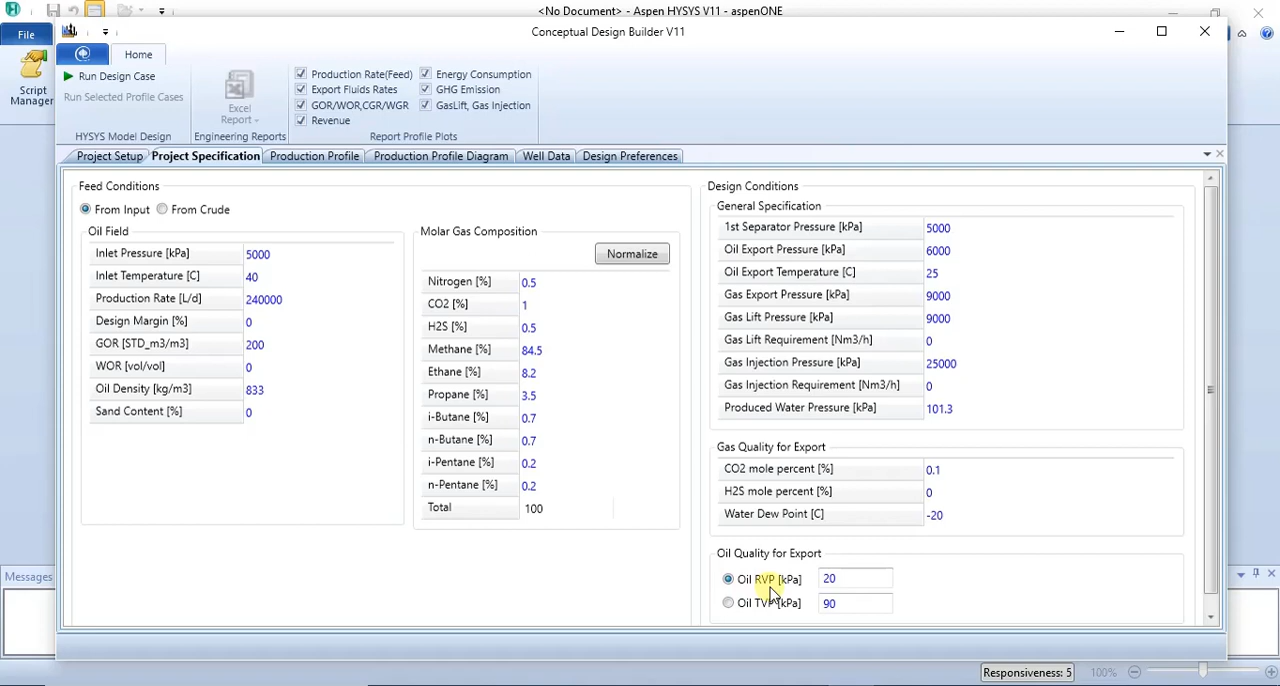 <No Document> - Aspen HYSYS V11 - aspenONE
File
Conceptual Design Builder V11
Home
Script
Manager
Run Design Case
Run Selected Profile Cases
HYSYS Model Design
Excel
Report
Engineering Reports
Production Rate(Feed)
Export Fluids Rates
GOR/WOR,CGR/WGR
Revenue
Energy Consumption
GHG Emission
GasLift, Gas Injection
Report Profile Plots
Project Setup
Project Specification
Production Profile
Production Profile Diagram
Well Data
Design Preferences
Feed Conditions
From Input
From Crude
Oil Field
Inlet Pressure [kPa] 5000
Inlet Temperature [C] 40
Production Rate [L/d] 240000
Design Margin [%] 0
GOR [STD_m3/m3] 200
WOR [vol/vol] 0
Oil Density [kg/m3] 833
Sand Content [%] 0
Molar Gas Composition
Normalize
Nitrogen [%] 0.5
CO2 [%] 1
H2S [%] 0.5
Methane [%] 84.5
Ethane [%] 8.2
Propane [%] 3.5
i-Butane [%] 0.7
n-Butane [%] 0.7
i-Pentane [%] 0.2
n-Pentane [%] 0.2
Total 100
Design Conditions
General Specification
1st Separator Pressure [kPa] 5000
Oil Export Pressure [kPa] 6000
Oil Export Temperature [C] 25
Gas Export Pressure [kPa] 9000
Gas Lift Pressure [kPa] 9000
Gas Lift Requirement [Nm3/h] 0
Gas Injection Pressure [kPa] 25000
Gas Injection Requirement [Nm3/h] 0
Produced Water Pressure [kPa] 101.3
Gas Quality for Export
CO2 mole percent [%] 0.1
H2S mole percent [%] 0
Water Dew Point [C] -20
Oil Quality for Export
Oil RVP [kPa] 20
Oil TVP [kPa] 90
Messages
Responsiveness: 5
100%